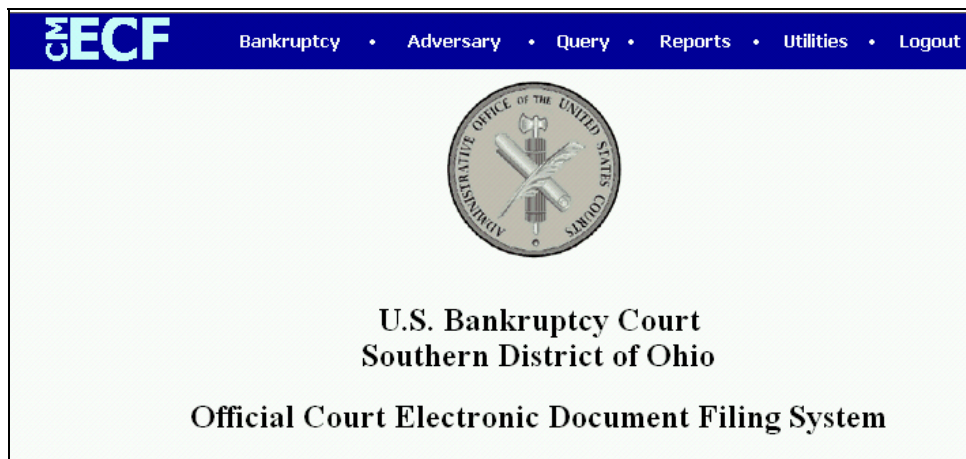 CM ECF Bankruptcy • Adversary • Query • Reports • Utilities • Logout
ADMINISTRATIVE OFFICE OF THE UNITED STATES COURTS
U.S. Bankruptcy Court
Southern District of Ohio
Official Court Electronic Document Filing System